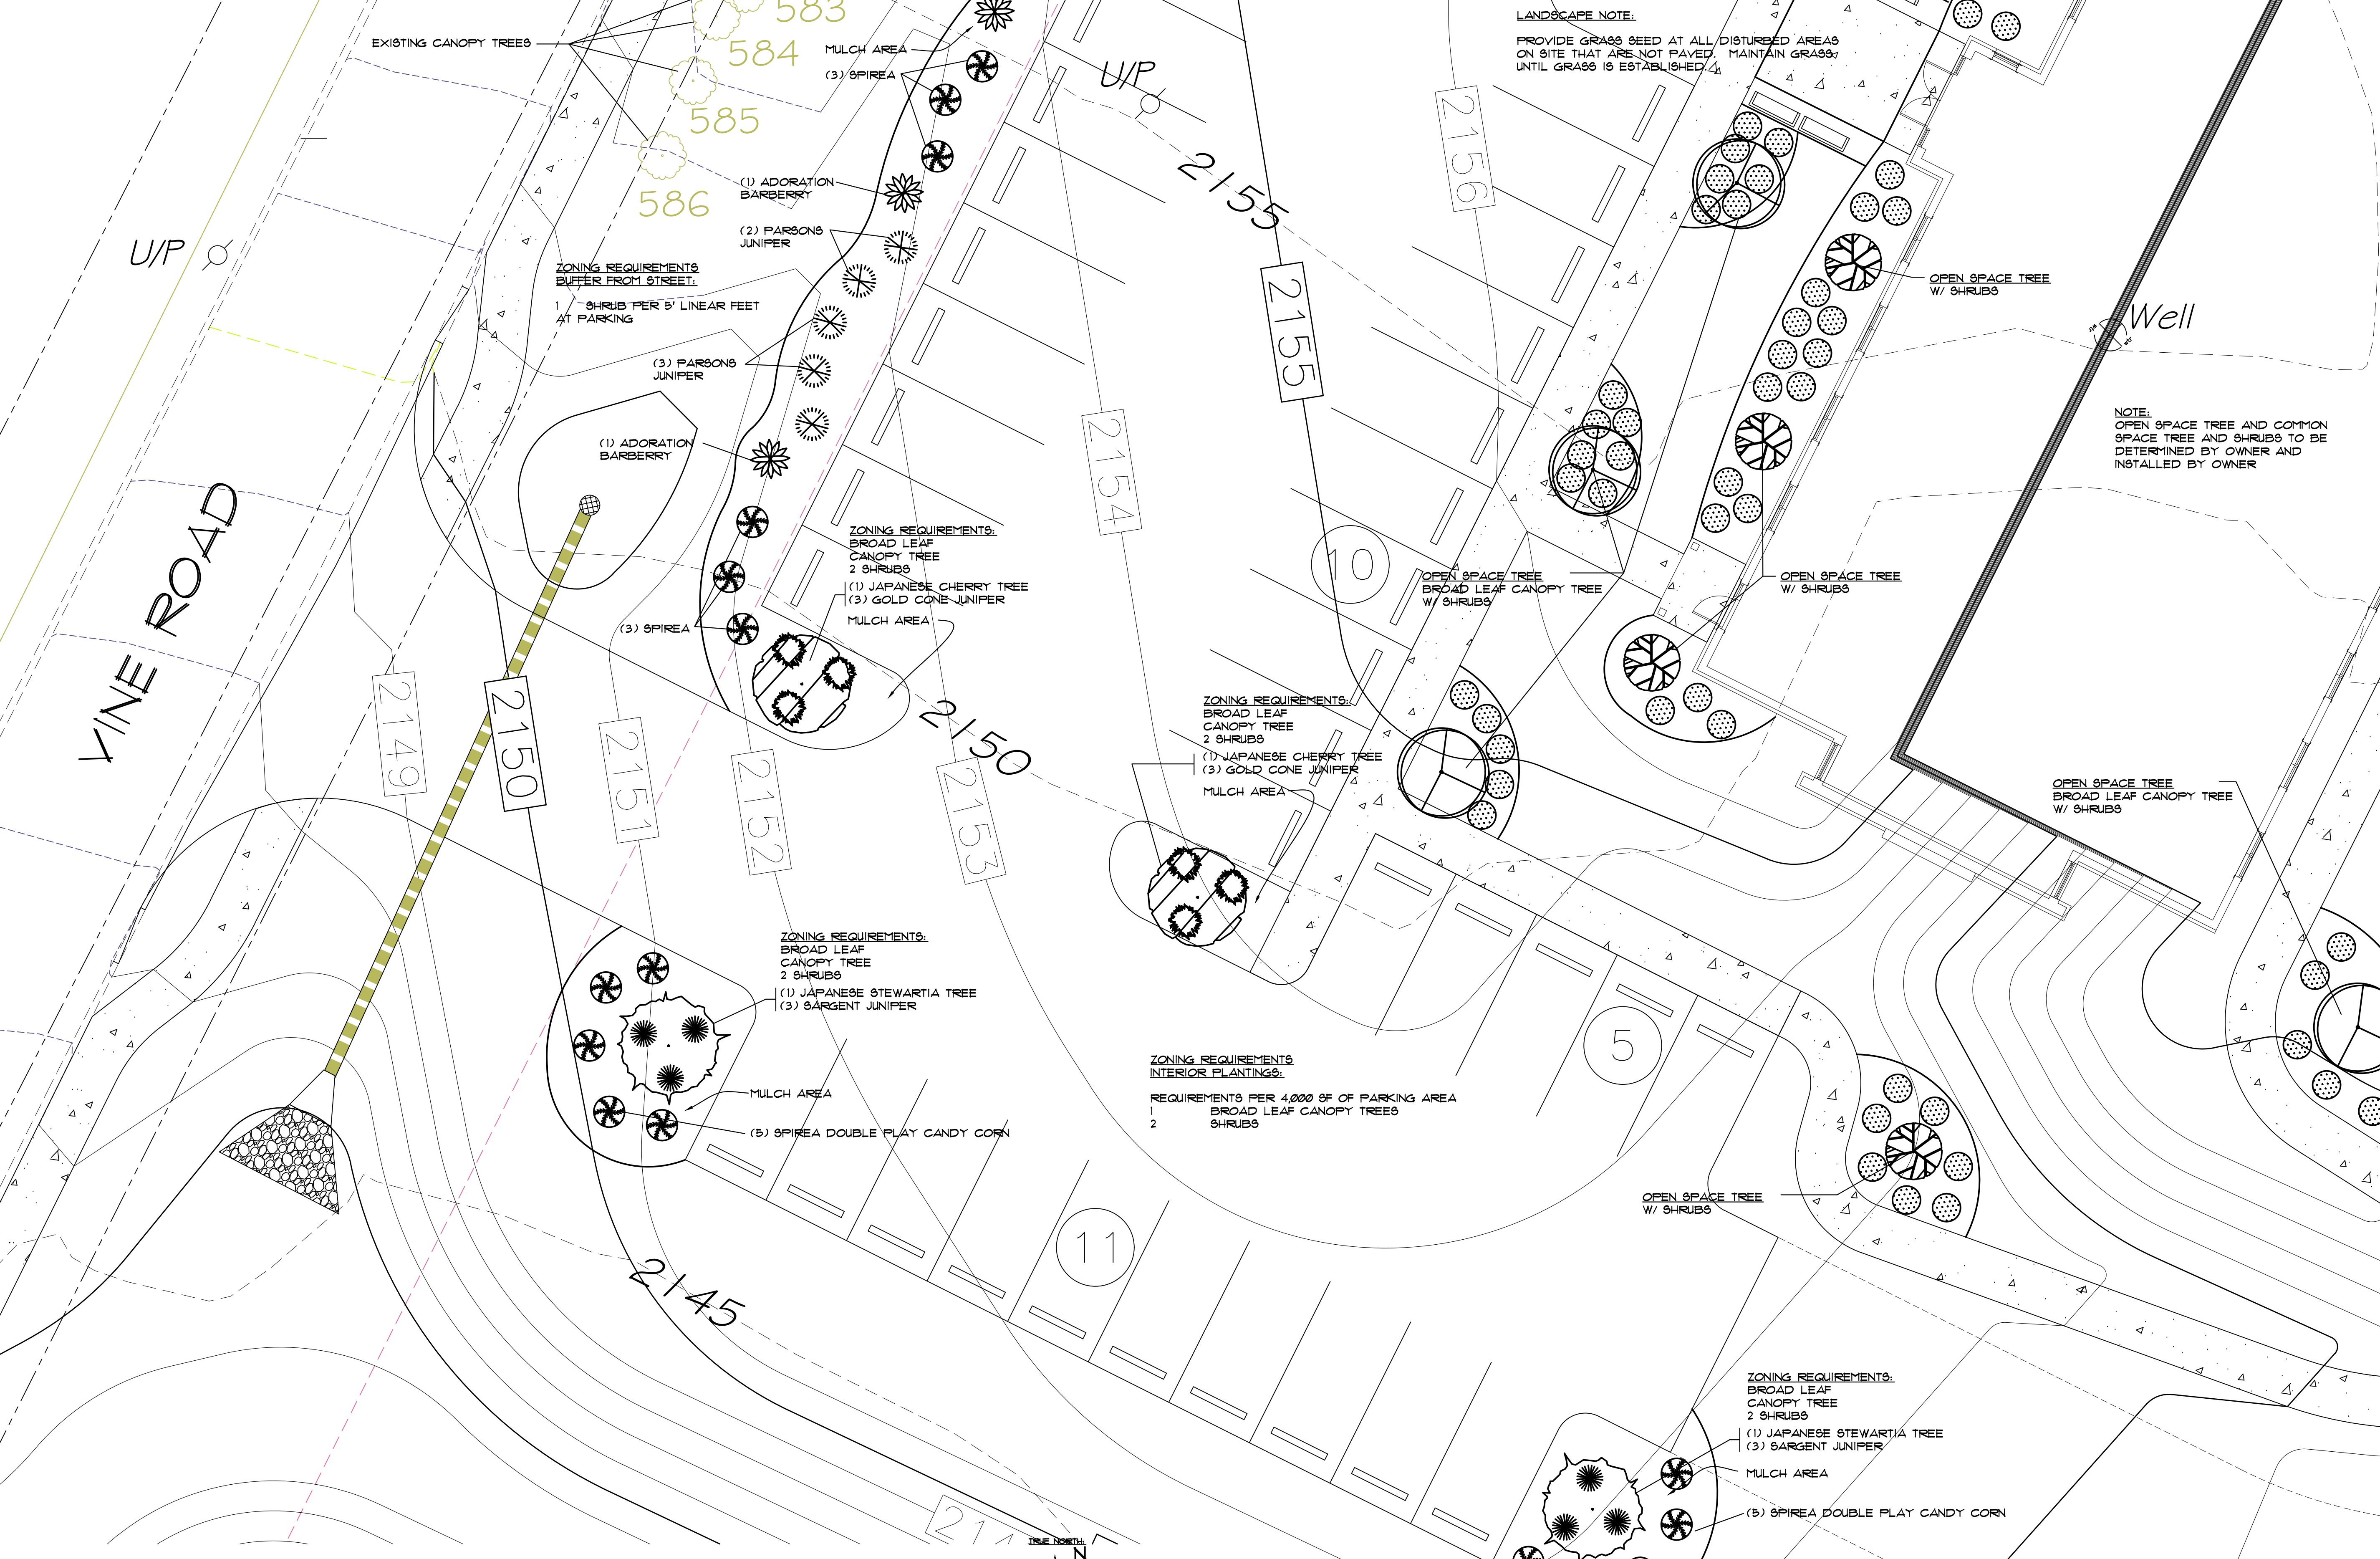 583
EXISTING CANOPY TREES
584
MULCH AREA
(3) SPIREA
585
U/P
LANDSCAPE NOTE:
PROVIDE GRASS SEED AT ALL DISTURBED AREAS
ON SITE THAT ARE NOT PAVED. MAINTAIN GRASS
UNTIL GRASS IS ESTABLISHED.
2156
(1) ADORATION
BARBERRY
586
2155
(2) PARSONS
JUNIPER
U/P
ZONING REQUIREMENTS
BUFFER FROM STREET:
1 SHRUB PER 5' LINEAR FEET
AT PARKING
OPEN SPACE TREE
W/ SHRUBS
Well
2155
(3) PARSONS
JUNIPER
(1) ADORATION
BARBERRY
2154
NOTE:
OPEN SPACE TREE AND COMMON
SPACE TREE AND SHRUBS TO BE
DETERMINED BY OWNER AND
INSTALLED BY OWNER
VINE ROAD
ZONING REQUIREMENTS:
BROAD LEAF
CANOPY TREE
2 SHRUBS
(1) JAPANESE CHERRY TREE
(3) GOLD CONE JUNIPER
MULCH AREA
(3) SPIREA
10
OPEN SPACE TREE
BROAD LEAF CANOPY TREE
W/ SHRUBS
OPEN SPACE TREE
W/ SHRUBS
2149
2150
2151
2152
2153
2150
ZONING REQUIREMENTS:
BROAD LEAF
CANOPY TREE
2 SHRUBS
(1) JAPANESE CHERRY TREE
(3) GOLD CONE JUNIPER
MULCH AREA
OPEN SPACE TREE
BROAD LEAF CANOPY TREE
W/ SHRUBS
ZONING REQUIREMENTS:
BROAD LEAF
CANOPY TREE
2 SHRUBS
(1) JAPANESE STEWARTIA TREE
(3) SARGENT JUNIPER
MULCH AREA
(5) SPIREA DOUBLE PLAY CANDY CORN
5
ZONING REQUIREMENTS
INTERIOR PLANTINGS:
REQUIREMENTS PER 4,000 SF OF PARKING AREA
1 BROAD LEAF CANOPY TREES
2 SHRUBS
OPEN SPACE TREE
W/ SHRUBS
11
2145
ZONING REQUIREMENTS:
BROAD LEAF
CANOPY TREE
2 SHRUBS
(1) JAPANESE STEWARTIA TREE
(3) SARGENT JUNIPER
MULCH AREA
(5) SPIREA DOUBLE PLAY CANDY CORN
TRUE NORTH:
N